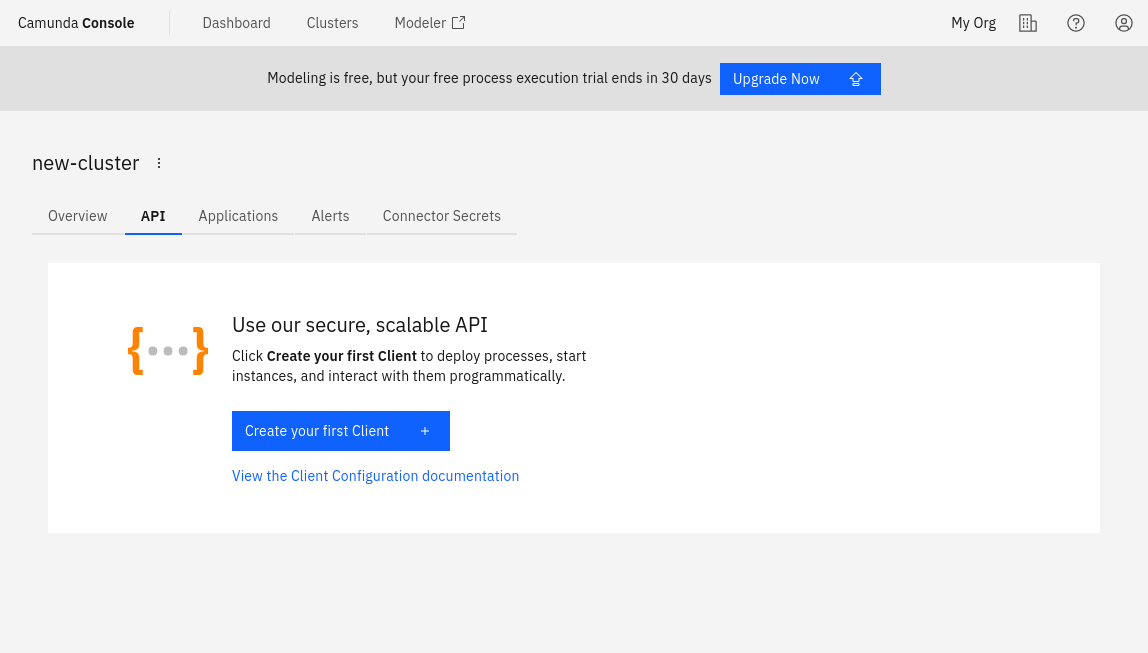 Camunda Console
Dashboard
Clusters
Modeler
My Org
Modeling is free, but your free process execution trial ends in 30 days
Upgrade Now
new-cluster
Overview
API
Applications
Alerts
Connector Secrets
Use our secure, scalable API
Click Create your first Client to deploy processes, start
instances, and interact with them programmatically.
Create your first Client
View the Client Configuration documentation